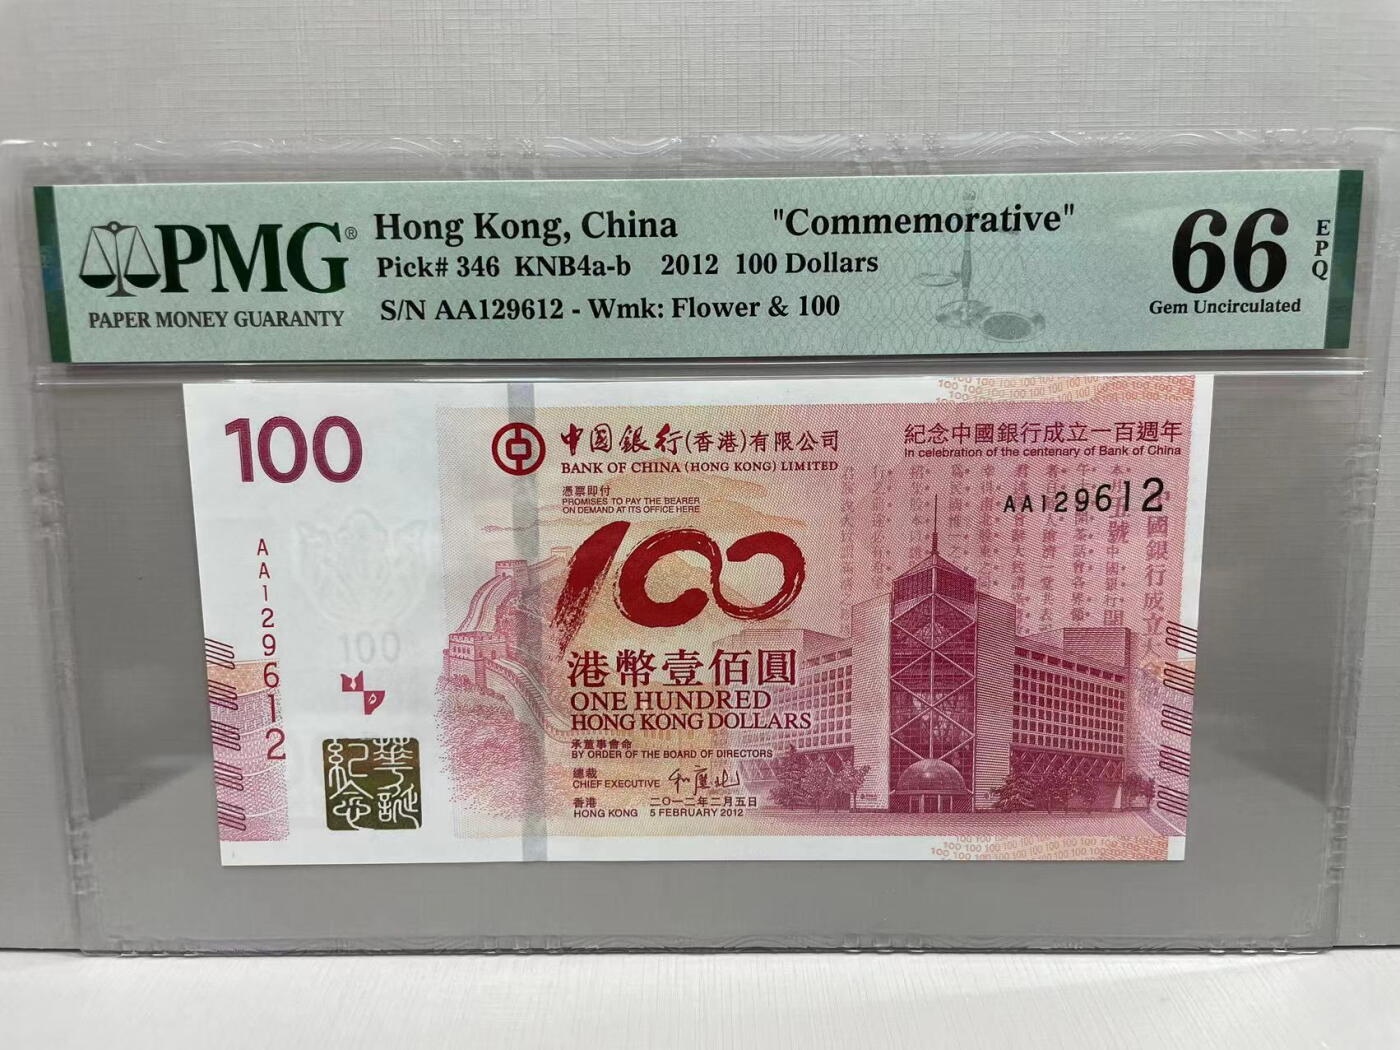 PMG®
PAPER MONEY GUARANTY
Hong Kong, China "Commemorative"
Pick# 346 KNB4a-b 2012 100 Dollars
S/N AA129612 - Wmk: Flower & 100
66
EPQ
Gem Uncirculated
100
中國銀行(香港)有限公司
BANK OF CHINA (HONG KONG) LIMITED
紀念中國銀行成立一百週年
In celebration of the centenary of Bank of China
憑票即付
PROMISES TO PAY THE BEARER
ON DEMAND AT ITS OFFICE HERE
AA129612
100
AA129612
100
港幣壹佰圓
ONE HUNDRED
HONG KONG DOLLARS
承董事會命
BY ORDER OF THE BOARD OF DIRECTORS
總裁
CHIEF EXECUTIVE
香港 二〇一二年二月五日
HONG KONG 5 FEBRUARY 2012
華誕
紀念